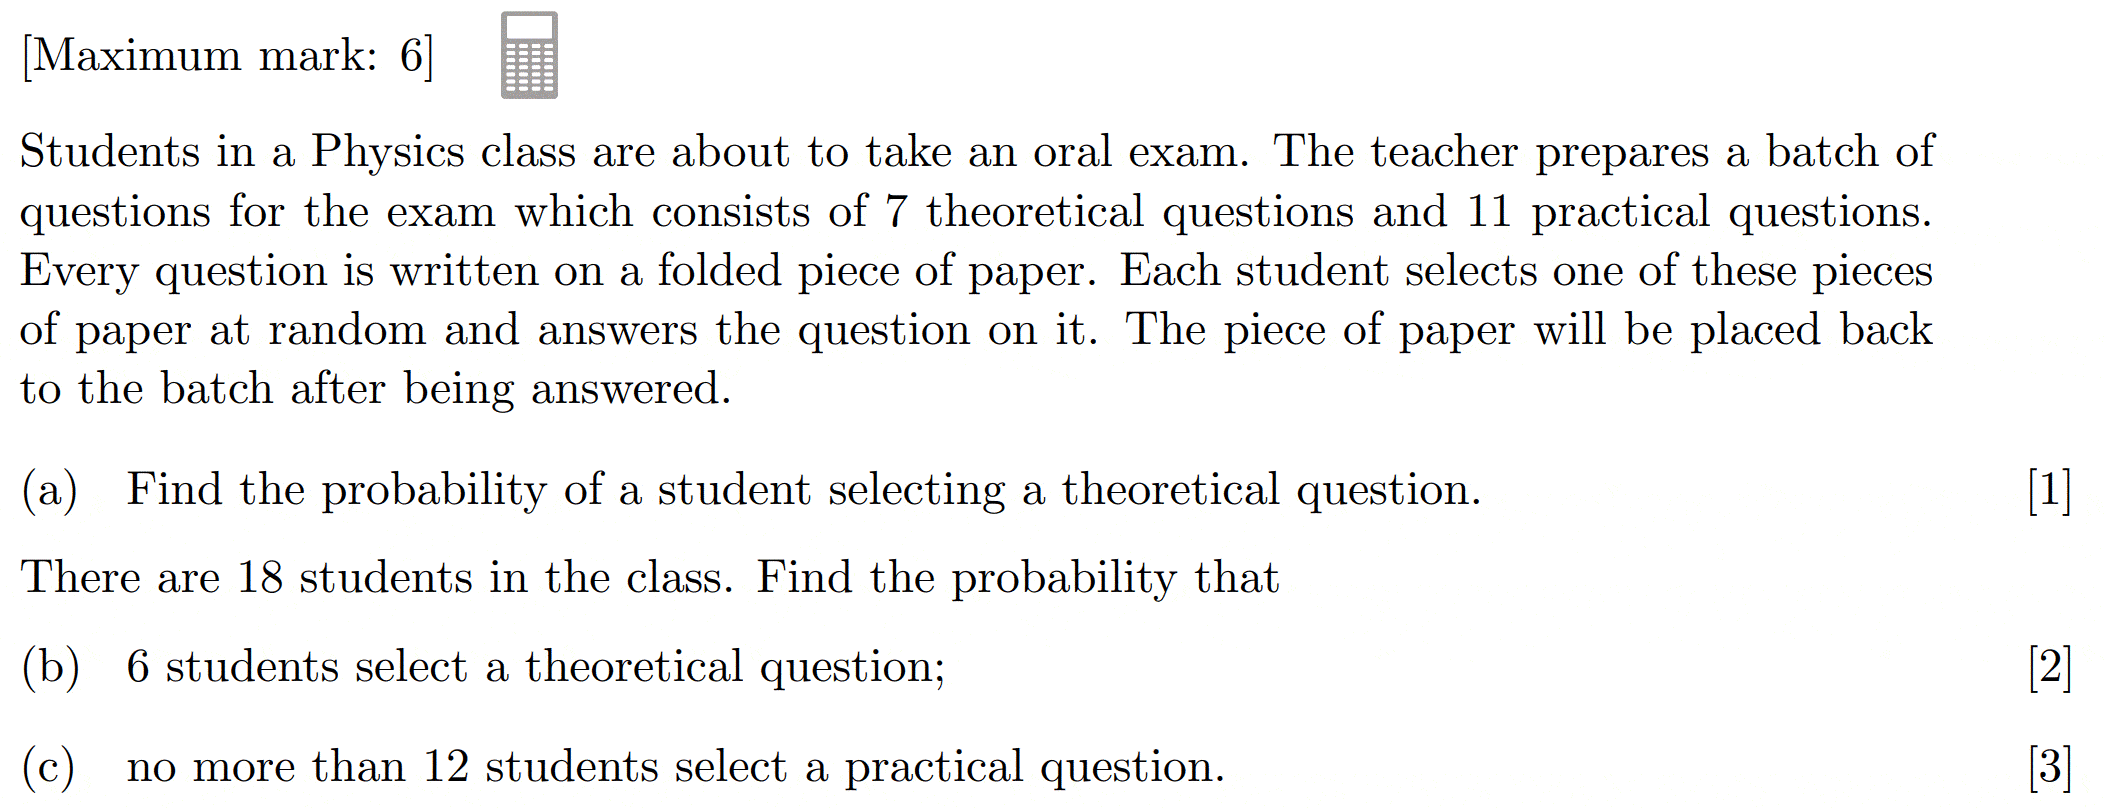 [Maximum mark: 6]
Students in a Physics class are about to take an oral exam. The teacher prepares a batch of
questions for the exam which consists of 7 theoretical questions and 11 practical questions.
Every question is written on a folded piece of paper. Each student selects one of these pieces
of paper at random and answers the question on it. The piece of paper will be placed back
to the batch after being answered.
(a) Find the probability of a student selecting a theoretical question. [1]
There are 18 students in the class. Find the probability that
(b) 6 students select a theoretical question; [2]
(c) no more than 12 students select a practical question. [3]